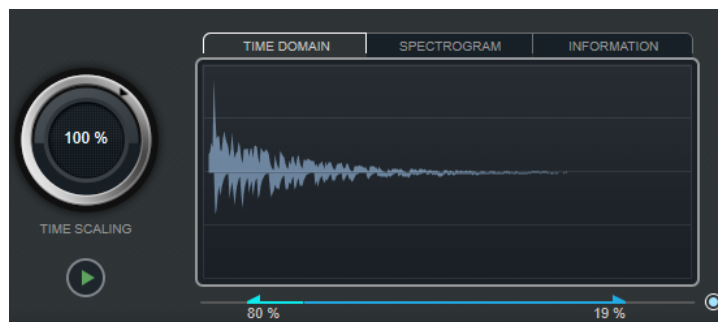 TIME DOMAIN SPECTROGRAM INFORMATION
100 %
TIME SCALING
80 % 19 %